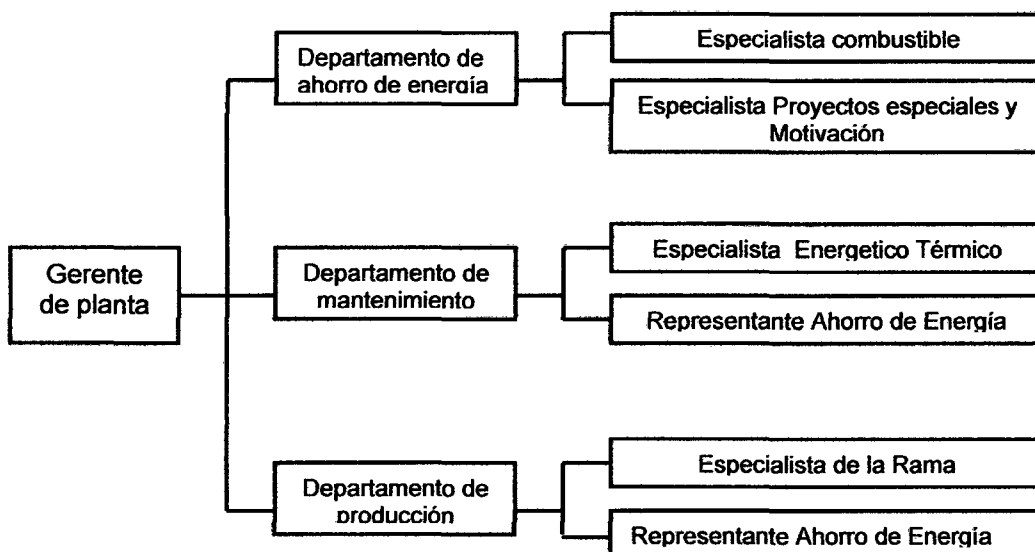 Gerente
de planta
Departamento de
ahorro de energía
Especialista combustible
Especialista Proyectos especiales y
Motivación
Departamento de
mantenimiento
Especialista Energetico Térmico
Representante Ahorro de Energía
Departamento de
producción
Especialista de la Rama
Representante Ahorro de Energía